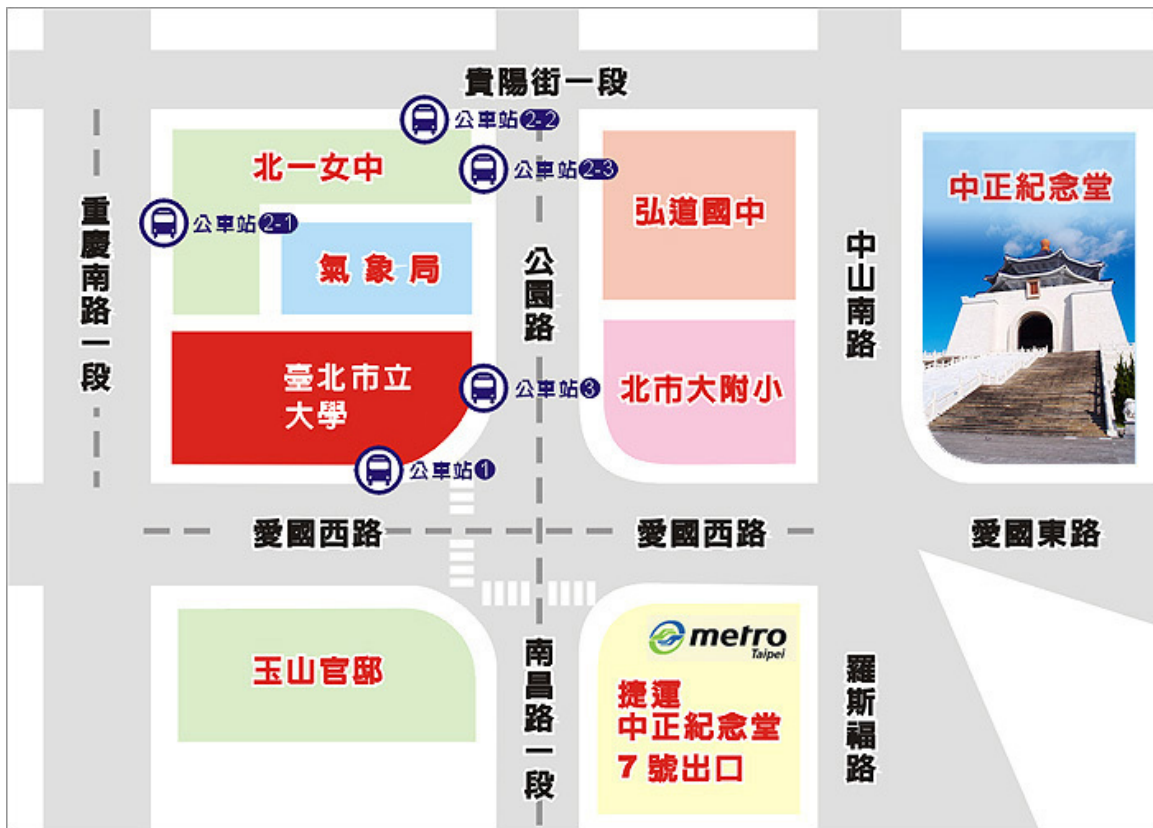 貴陽街一段
公車站2-2
北一女中
公車站2-3
中正紀念堂
弘道國中
公車站2-1
重慶南路一段
氣象局
公園路
中山南路
臺北市立
大學
公車站3
北市大附小
公車站1
愛國西路
愛國西路
愛國東路
metro
Taipei
玉山官邸
南昌路一段
捷運
中正紀念堂
7號出口
羅斯福路